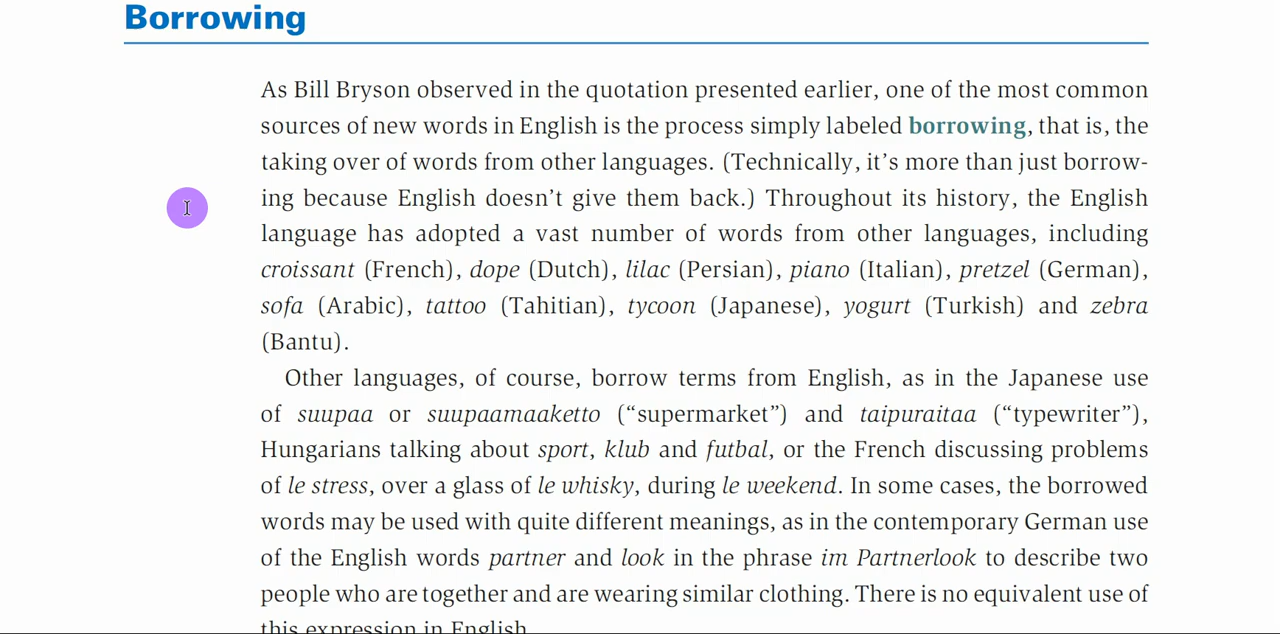 Borrowing
As Bill Bryson observed in the quotation presented earlier, one of the most common
sources of new words in English is the process simply labeled borrowing, that is, the
taking over of words from other languages. (Technically, it’s more than just borrow-
ing because English doesn’t give them back.) Throughout its history, the English
language has adopted a vast number of words from other languages, including
croissant (French), dope (Dutch), lilac (Persian), piano (Italian), pretzel (German),
sofa (Arabic), tattoo (Tahitian), tycoon (Japanese), yogurt (Turkish) and zebra
(Bantu).
Other languages, of course, borrow terms from English, as in the Japanese use
of suupaa or suupaamaaketto (“supermarket”) and taipuraitaa (“typewriter”),
Hungarians talking about sport, klub and futbal, or the French discussing problems
of le stress, over a glass of le whisky, during le weekend. In some cases, the borrowed
words may be used with quite different meanings, as in the contemporary German use
of the English words partner and look in the phrase im Partnerlook to describe two
people who are together and are wearing similar clothing. There is no equivalent use of
this expression in English.